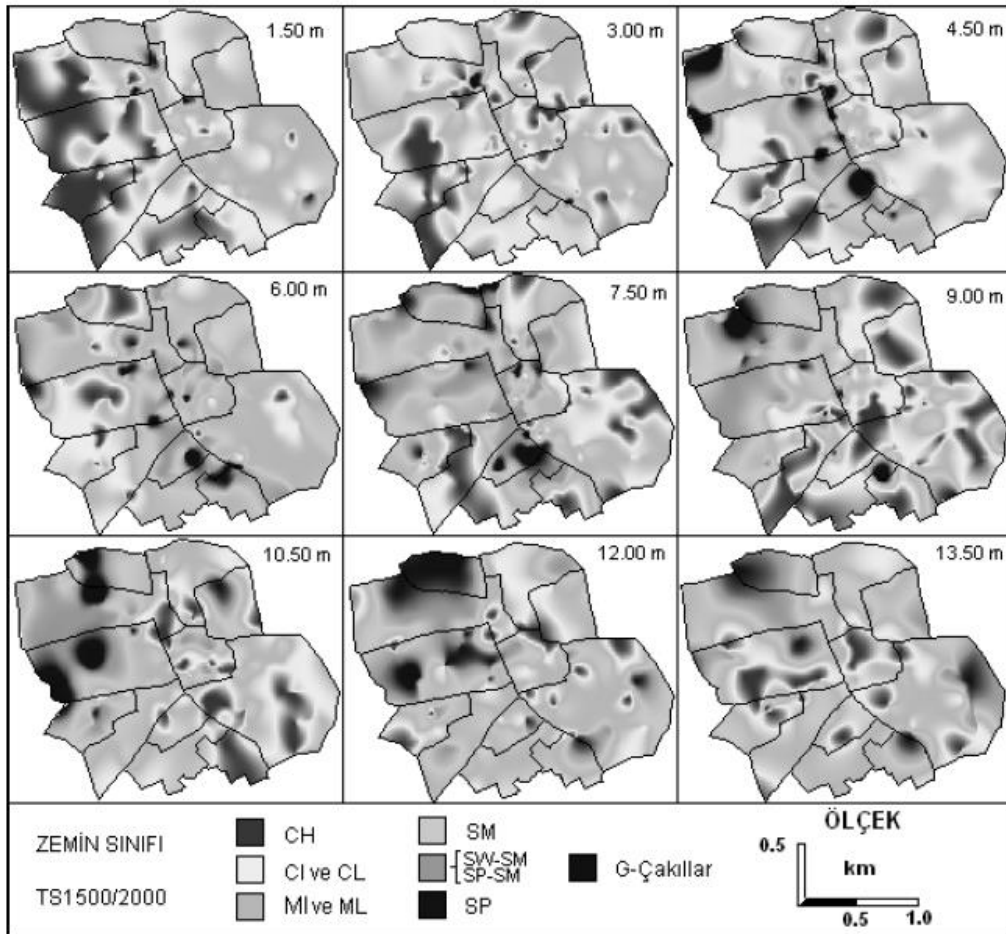 1.50 m
3.00 m
4.50 m
6.00 m
7.50 m
9.00 m
10.50 m
12.00 m
13.50 m
ZEMİN SINIFI
TS1500/2000
CH
CI ve CL
MI ve ML
SM
SW-SM
SP-SM
SP
G-Çakıllar
ÖLÇEK
0.5
km
0.5 1.0